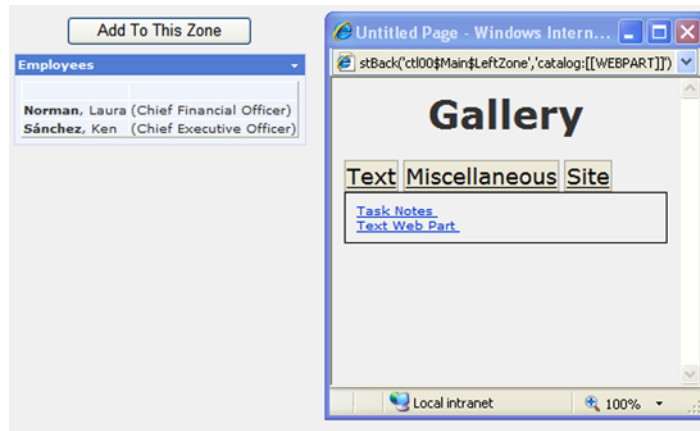 Add To This Zone
Employees
Norman, Laura (Chief Financial Officer)
Sánchez, Ken (Chief Executive Officer)
Untitled Page - Windows Intern...
stBack('ctl00$Main$LeftZone','catalog:[[WEBPART]]')
Gallery
Text Miscellaneous Site
Task Notes
Text Web Part
Local intranet
100%